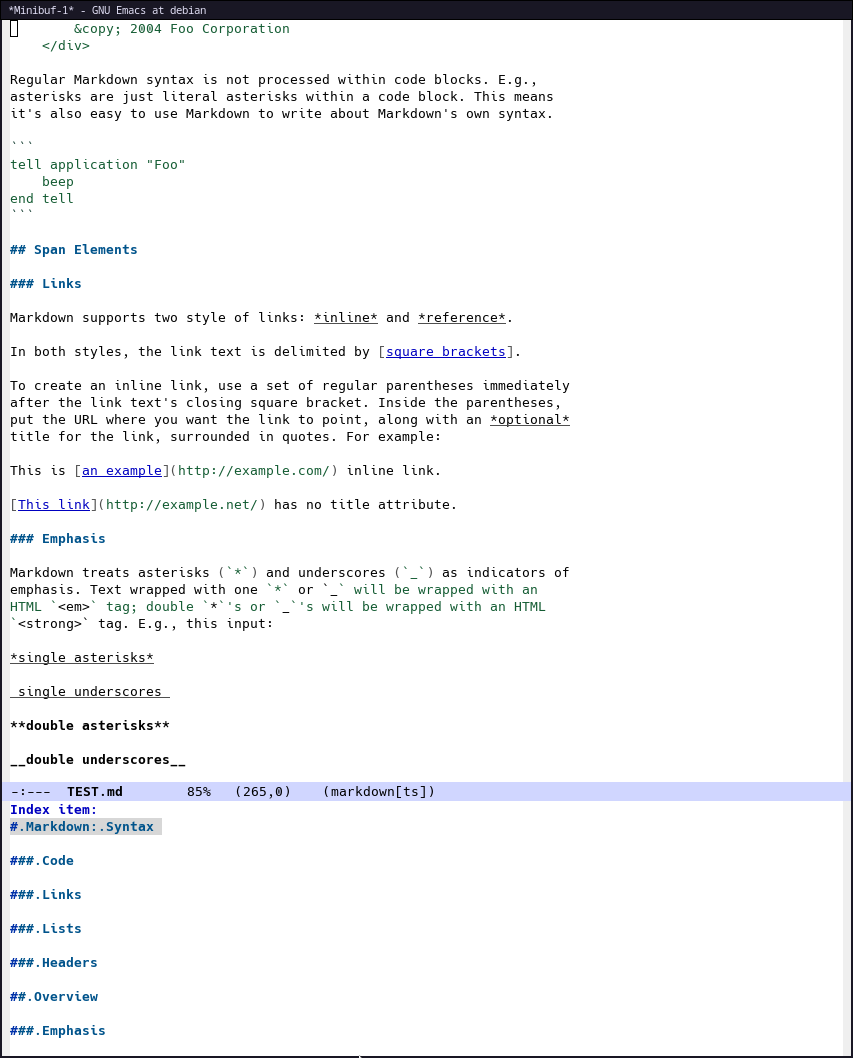 *Minibuf-1* - GNU Emacs at debian
        &copy; 2004 Foo Corporation
    </div>

Regular Markdown syntax is not processed within code blocks. E.g.,
asterisks are just literal asterisks within a code block. This means
it's also easy to use Markdown to write about Markdown's own syntax.

```
tell application "Foo"
    beep
end tell
```

## Span Elements

### Links

Markdown supports two style of links: *inline* and *reference*.

In both styles, the link text is delimited by [square brackets].

To create an inline link, use a set of regular parentheses immediately
after the link text's closing square bracket. Inside the parentheses,
put the URL where you want the link to point, along with an *optional*
title for the link, surrounded in quotes. For example:

This is [an example](http://example.com/) inline link.

[This link](http://example.net/) has no title attribute.

### Emphasis

Markdown treats asterisks (`*`) and underscores (`_`) as indicators of
emphasis. Text wrapped with one `*` or `_` will be wrapped with an
HTML `<em>` tag; double `*`'s or `_`'s will be wrapped with an HTML
`<strong>` tag. E.g., this input:

*single asterisks*

_single underscores_

**double asterisks**

__double underscores__

-:---  TEST.md        85%   (265,0)    (markdown[ts])
Index item:
#.Markdown:.Syntax

###.Code

###.Links

###.Lists

###.Headers

##.Overview

###.Emphasis